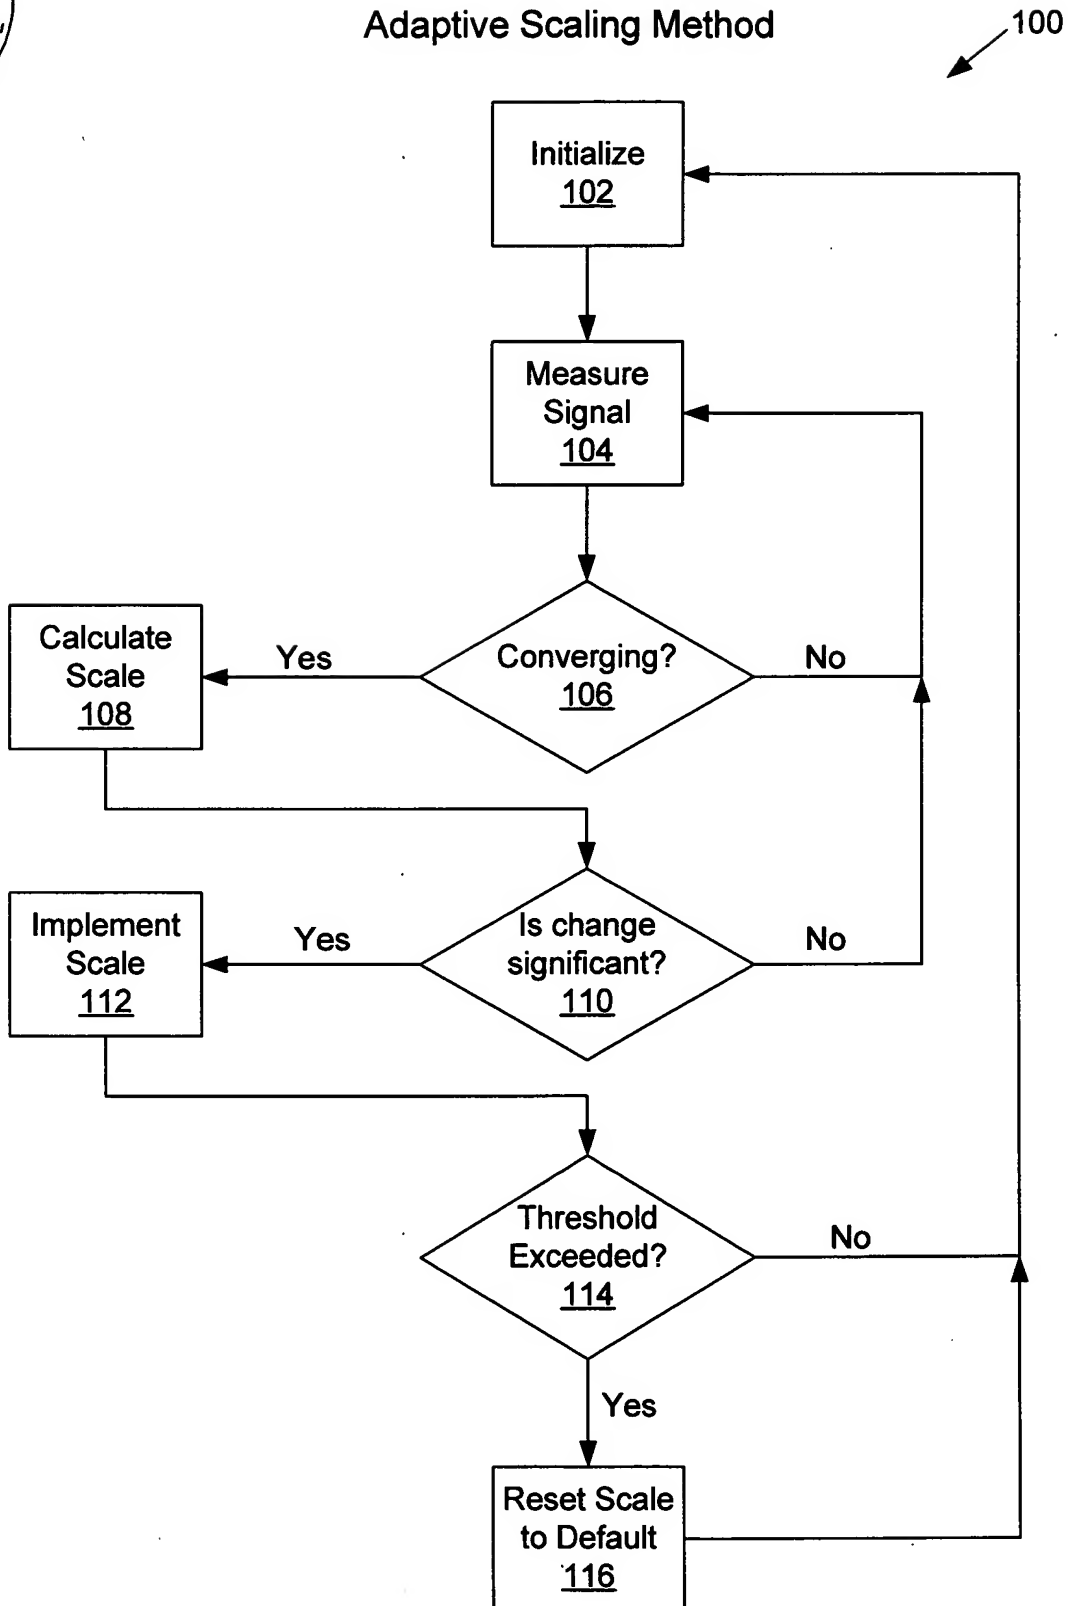 Adaptive Scaling Method
100
Initialize
102
Measure
Signal
104
Converging?
106
Yes
No
Calculate
Scale
108
Is change
significant?
110
Yes
No
Implement
Scale
112
Threshold
Exceeded?
114
No
Yes
Reset Scale
to Default
116